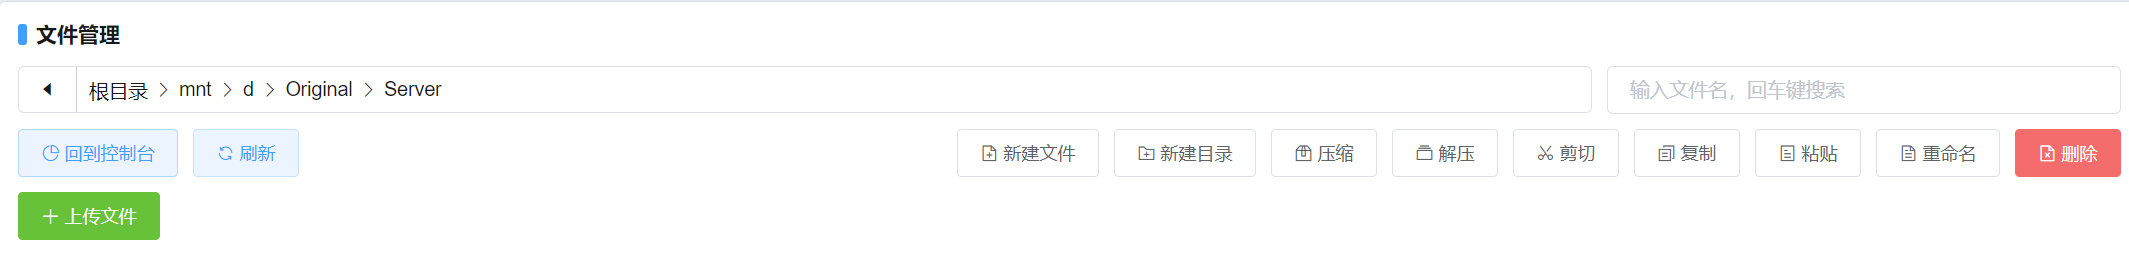 文件管理
根目录 > mnt > d > Original > Server 输入文件名，回车键搜索
回到控制台 刷新 新建文件 新建目录 压缩 解压 剪切 复制 粘贴 重命名 删除
上传文件